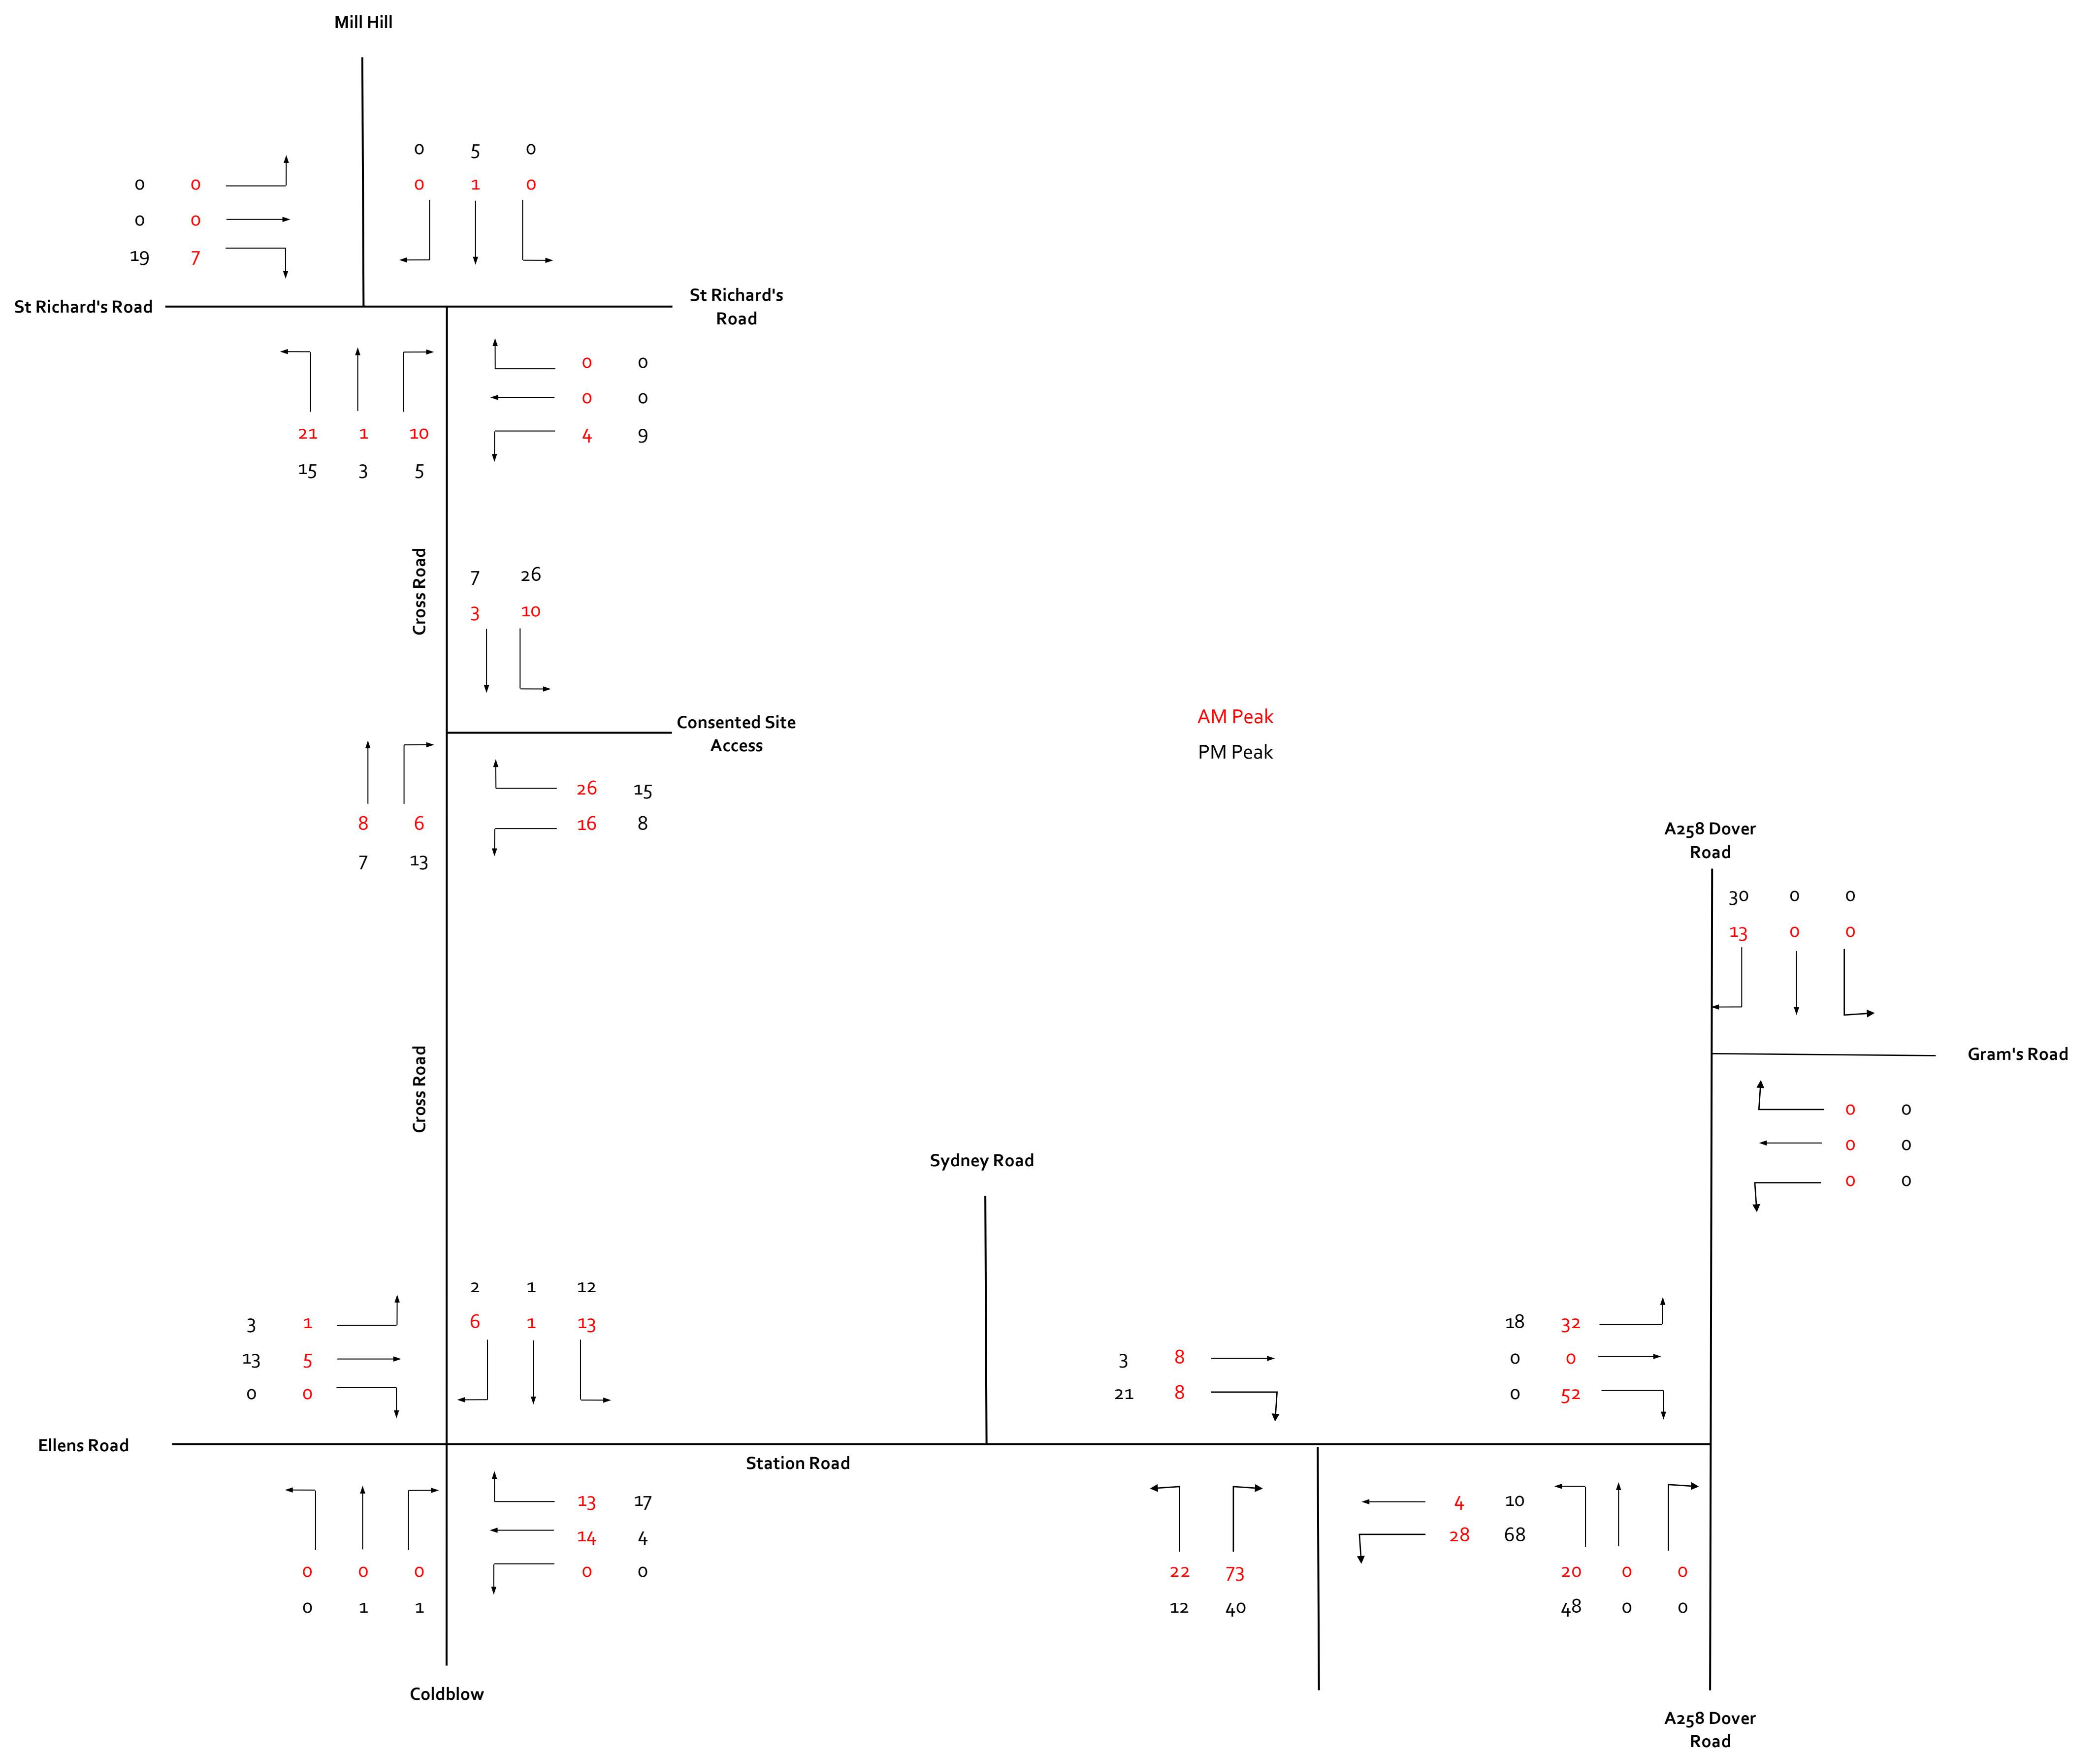 Mill Hill
0 5 0
0 1 0
0 0
0 0
19 7
St Richard's Road
St Richard's
Road
0 0
0 0
4 9
21 1 10
15 3 5
Cross Road
7 26
3 10
Consented Site
Access
26 15
16 8
8 6
7 13
AM Peak
PM Peak
A258 Dover
Road
30 0 0
13 0 0
Gram's Road
0 0
0 0
0 0
Cross Road
Sydney Road
2 1 12
6 1 13
3 1
13 5
0 0
3 8
21 8
18 32
0 0
0 52
Ellens Road
Station Road
13 17
14 4
0 0
0 0 0
0 1 1
22 73
12 40
4 10
28 68
20 0 0
48 0 0
Coldblow
A258 Dover
Road